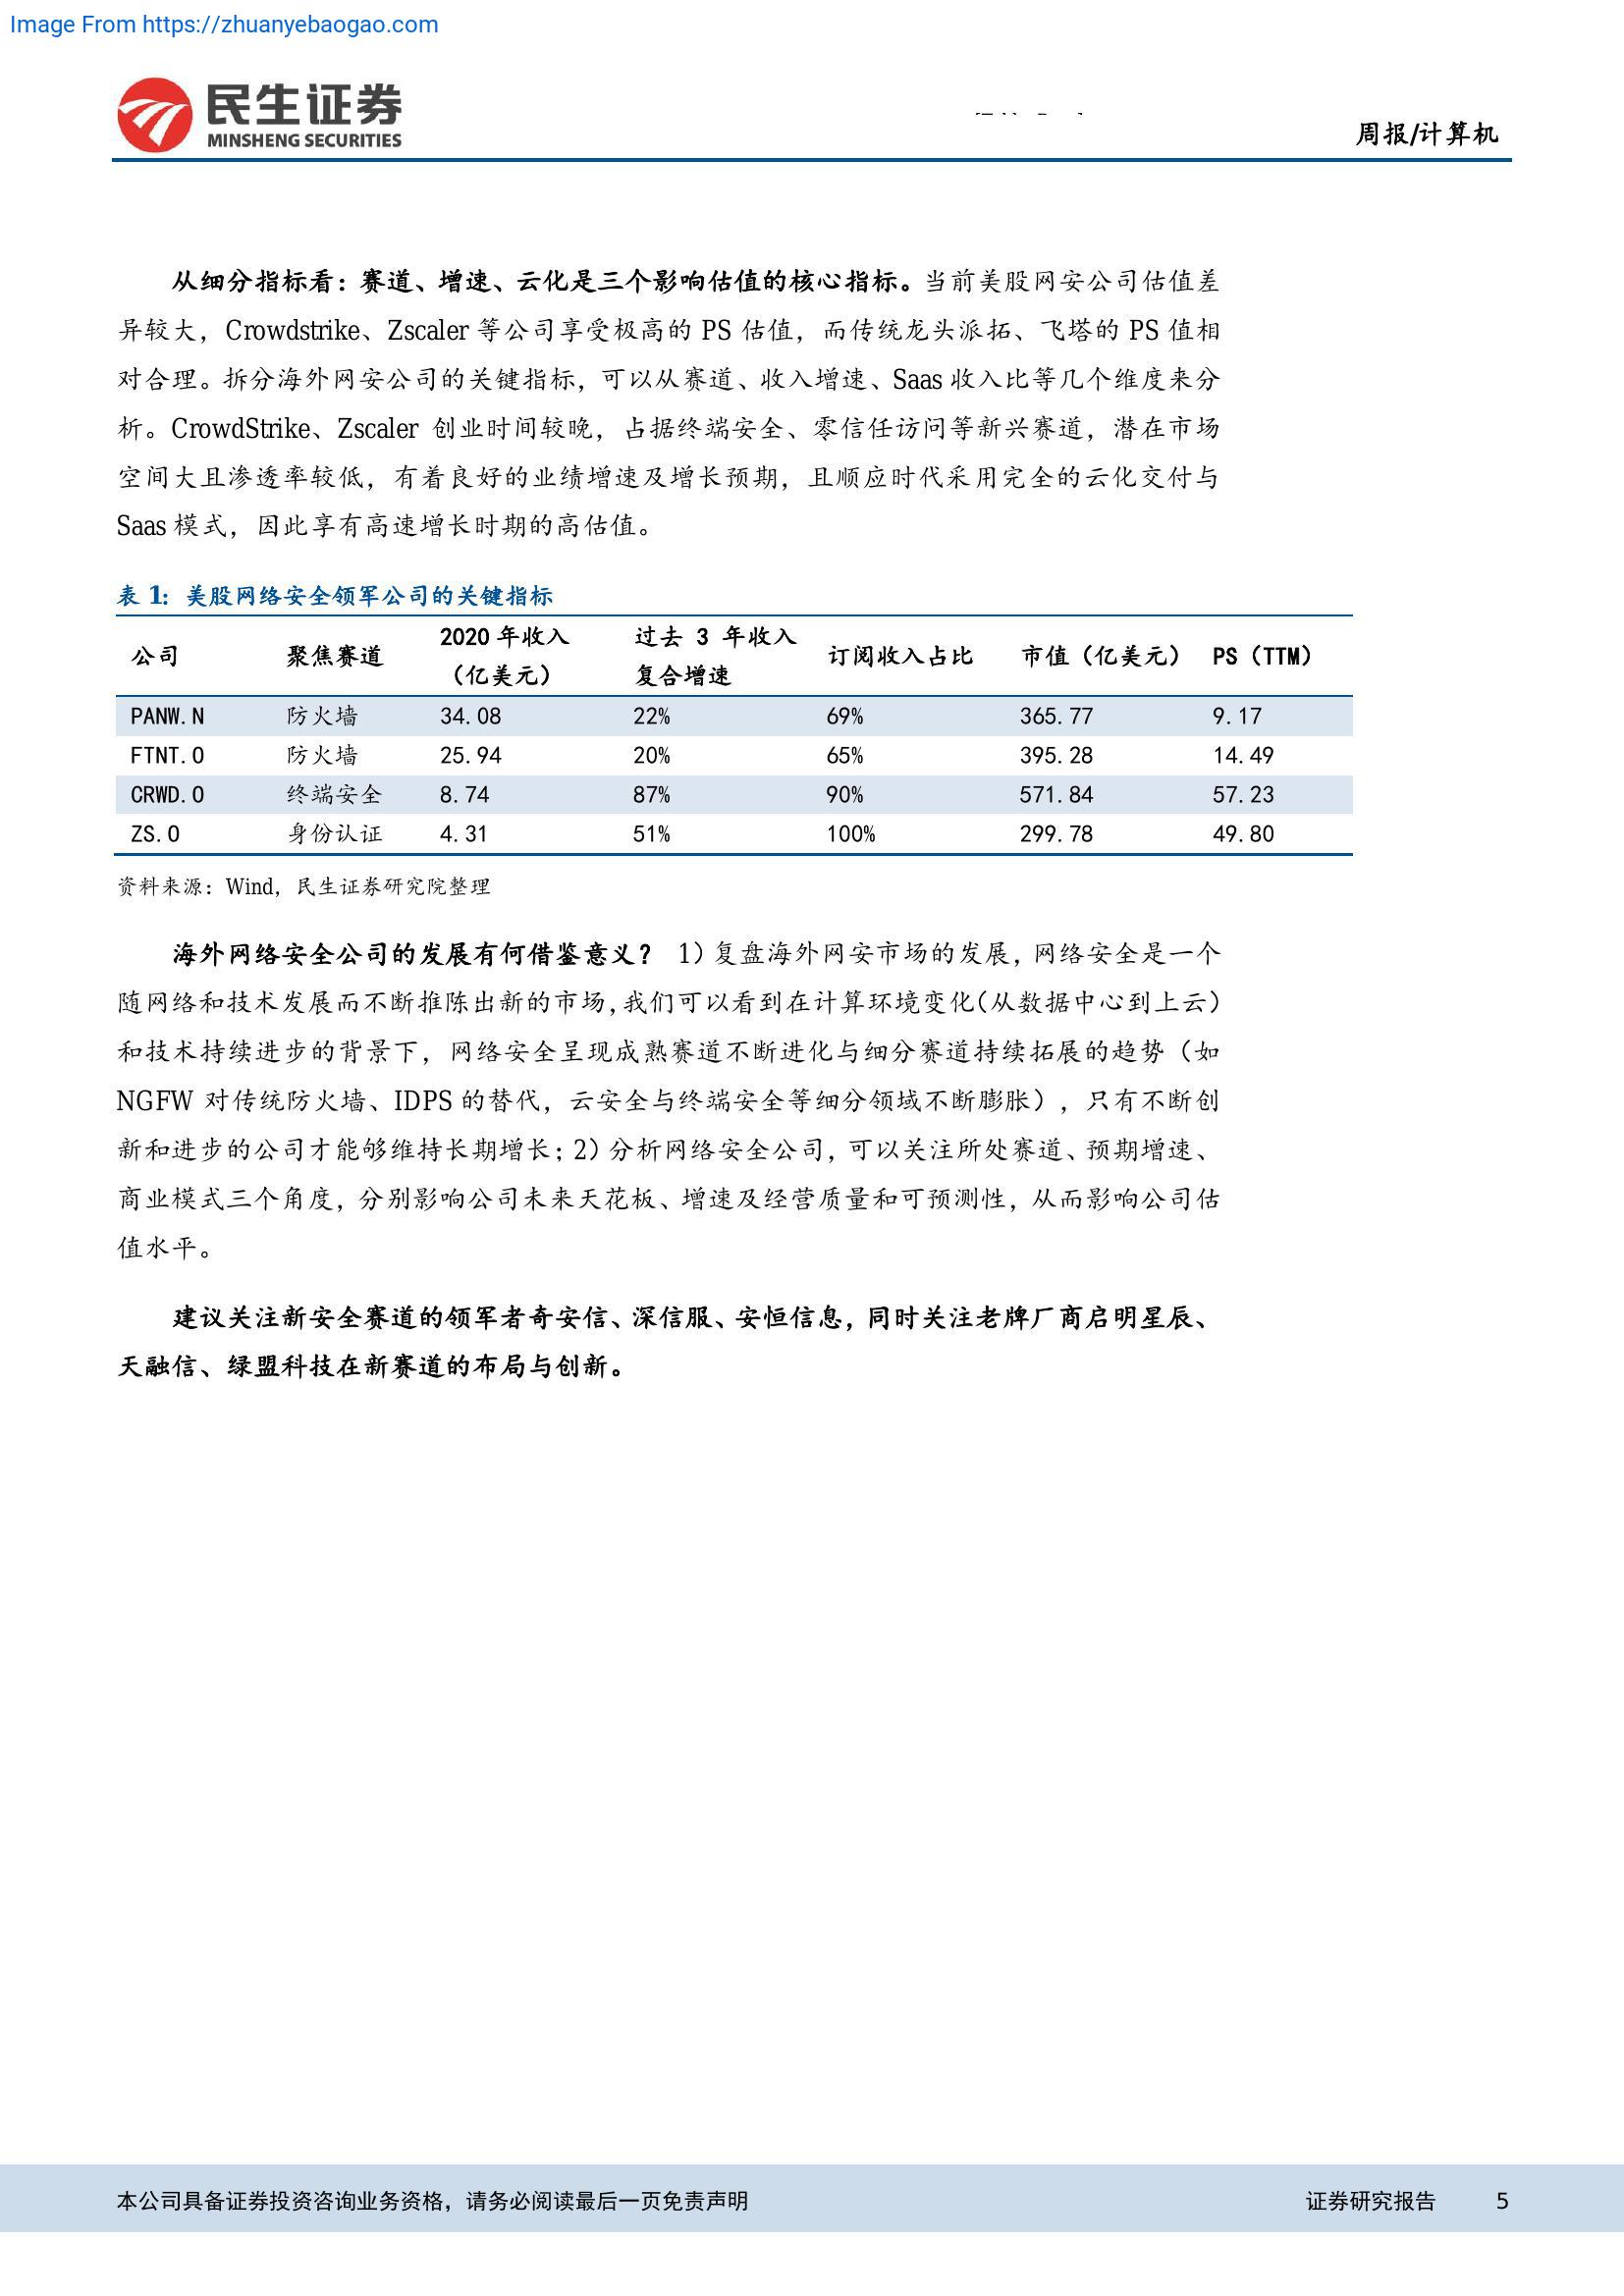 Image From https://zhuanyebaogao.com
民生证券
MINSHENG SECURITIES
周报/计算机
从细分指标看：赛道、增速、云化是三个影响估值的核心指标。当前美股网安公司估值差
异较大，Crowdstrike、Zscaler 等公司享受极高的 PS 估值，而传统龙头派拓、飞塔的 PS 值相
对合理。拆分海外网安公司的关键指标，可以从赛道、收入增速、Saas 收入比等几个维度来分
析。CrowdStrike、Zscaler 创业时间较晚，占据终端安全、零信任访问等新兴赛道，潜在市场
空间大且渗透率较低，有着良好的业绩增速及增长预期，且顺应时代采用完全的云化交付与
Saas 模式，因此享有高速增长时期的高估值。
表 1：美股网络安全领军公司的关键指标
公司 聚焦赛道 2020 年收入（亿美元） 过去 3 年收入复合增速 订阅收入占比 市值（亿美元） PS（TTM）
PANW.N 防火墙 34.08 22% 69% 365.77 9.17
FTNT.O 防火墙 25.94 20% 65% 395.28 14.49
CRWD.O 终端安全 8.74 87% 90% 571.84 57.23
ZS.O 身份认证 4.31 51% 100% 299.78 49.80
资料来源：Wind，民生证券研究院整理
海外网络安全公司的发展有何借鉴意义？ 1）复盘海外网安市场的发展，网络安全是一个
随网络和技术发展而不断推陈出新的市场，我们可以看到在计算环境变化（从数据中心到上云）
和技术持续进步的背景下，网络安全呈现成熟赛道不断进化与细分赛道持续拓展的趋势（如
NGFW 对传统防火墙、IDPS 的替代，云安全与终端安全等细分领域不断膨胀），只有不断创
新和进步的公司才能够维持长期增长；2）分析网络安全公司，可以关注所处赛道、预期增速、
商业模式三个角度，分别影响公司未来天花板、增速及经营质量和可预测性，从而影响公司估
值水平。
建议关注新安全赛道的领军者奇安信、深信服、安恒信息，同时关注老牌厂商启明星辰、
天融信、绿盟科技在新赛道的布局与创新。
本公司具备证券投资咨询业务资格，请务必阅读最后一页免责声明 证券研究报告 5